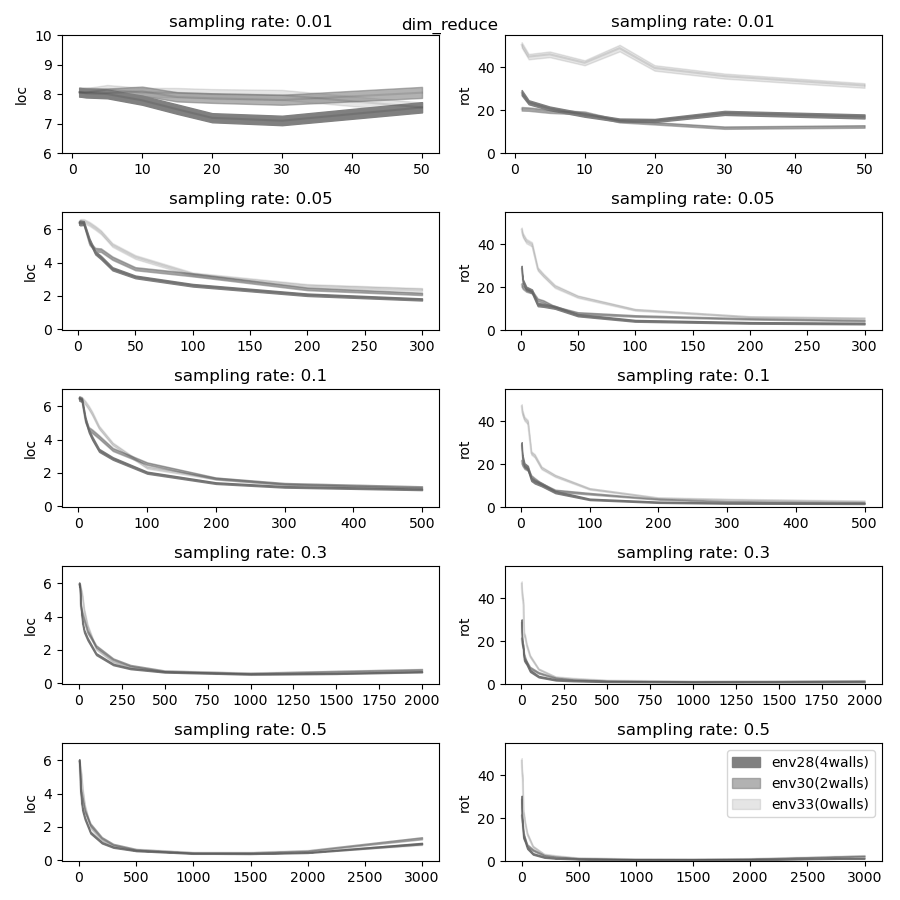 dim_reduce
sampling rate: 0.01
sampling rate: 0.01
loc
10
9
8
7
6
0 10 20 30 40 50
rot
40
20
0
0 10 20 30 40 50
sampling rate: 0.05
sampling rate: 0.05
loc
6
4
2
0
0 50 100 150 200 250 300
rot
40
20
0
0 50 100 150 200 250 300
sampling rate: 0.1
sampling rate: 0.1
loc
6
4
2
0
0 100 200 300 400 500
rot
40
20
0
0 100 200 300 400 500
sampling rate: 0.3
sampling rate: 0.3
loc
6
4
2
0
0 250 500 750 1000 1250 1500 1750 2000
rot
40
20
0
0 250 500 750 1000 1250 1500 1750 2000
sampling rate: 0.5
sampling rate: 0.5
loc
6
4
2
0
0 500 1000 1500 2000 2500 3000
rot
40
20
0
0 500 1000 1500 2000 2500 3000
env28(4walls)
env30(2walls)
env33(0walls)